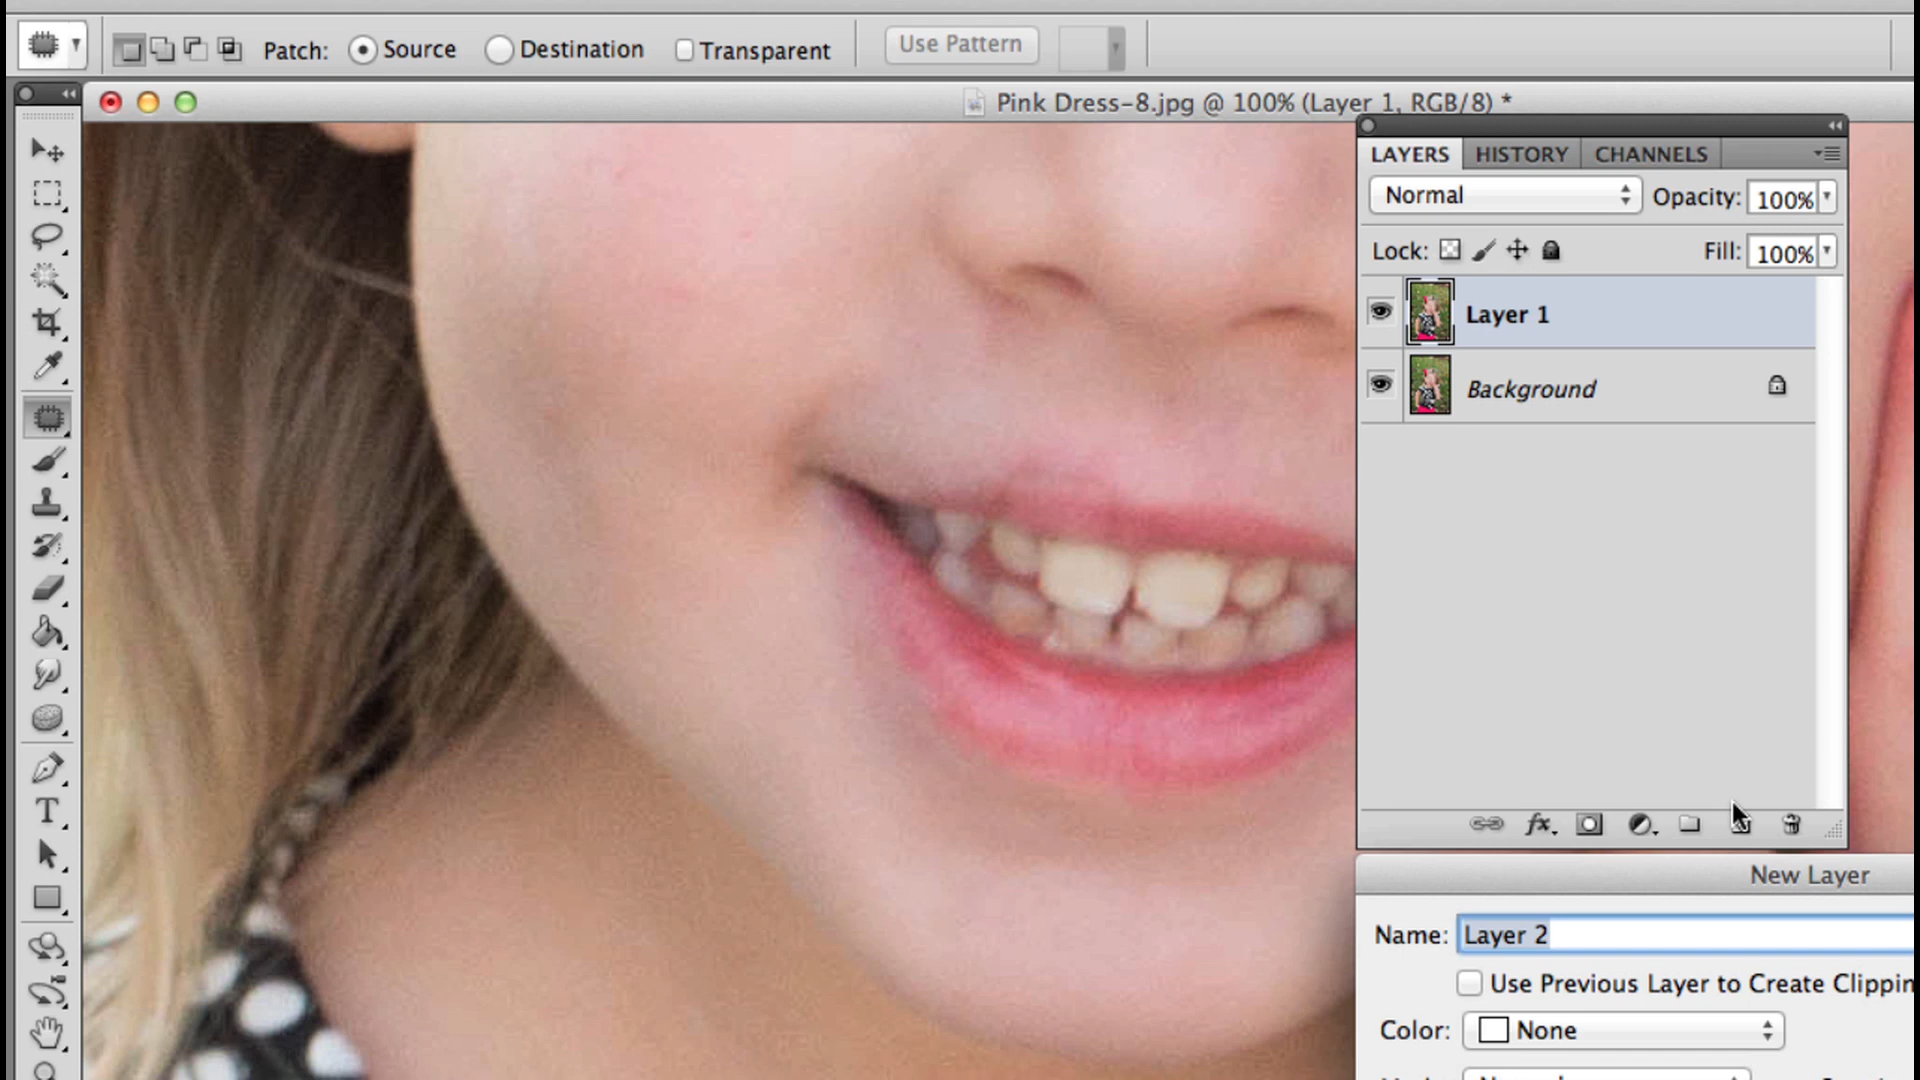 Patch: Source Destination Transparent Use Pattern
Pink Dress-8.jpg @ 100% (Layer 1, RGB/8) *
LAYERS HISTORY CHANNELS
Normal Opacity: 100%
Lock: Fill: 100%
Layer 1
Background
fx
New Layer
Name: Layer 2
Use Previous Layer to Create Clippin
Color: None
T